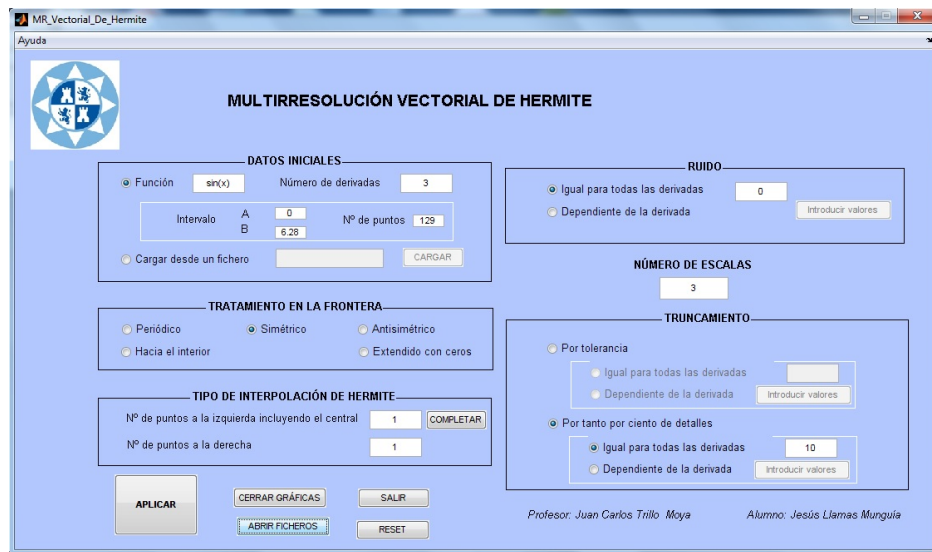 MR_Vectorial_De_Hermite
Ayuda
MULTIRRESOLUCIÓN VECTORIAL DE HERMITE
DATOS INICIALES
Función sin(x) Número de derivadas 3
Intervalo A 0 Nº de puntos 129
B 6.28
Cargar desde un fichero CARGAR
TRATAMIENTO EN LA FRONTERA
Periódico Simétrico Antisimétrico
Hacia el interior Extendido con ceros
TIPO DE INTERPOLACIÓN DE HERMITE
Nº de puntos a la izquierda incluyendo el central 1 COMPLETAR
Nº de puntos a la derecha 1
APLICAR
CERRAR GRÁFICAS SALIR
ABRIR FICHEROS RESET
RUIDO
Igual para todas las derivadas 0
Dependiente de la derivada Introducir valores
NÚMERO DE ESCALAS
3
TRUNCAMIENTO
Por tolerancia
Igual para todas las derivadas
Dependiente de la derivada Introducir valores
Por tanto por ciento de detalles
Igual para todas las derivadas 10
Dependiente de la derivada Introducir valores
Profesor: Juan Carlos Trillo Moya Alumno: Jesús Llamas Munguía